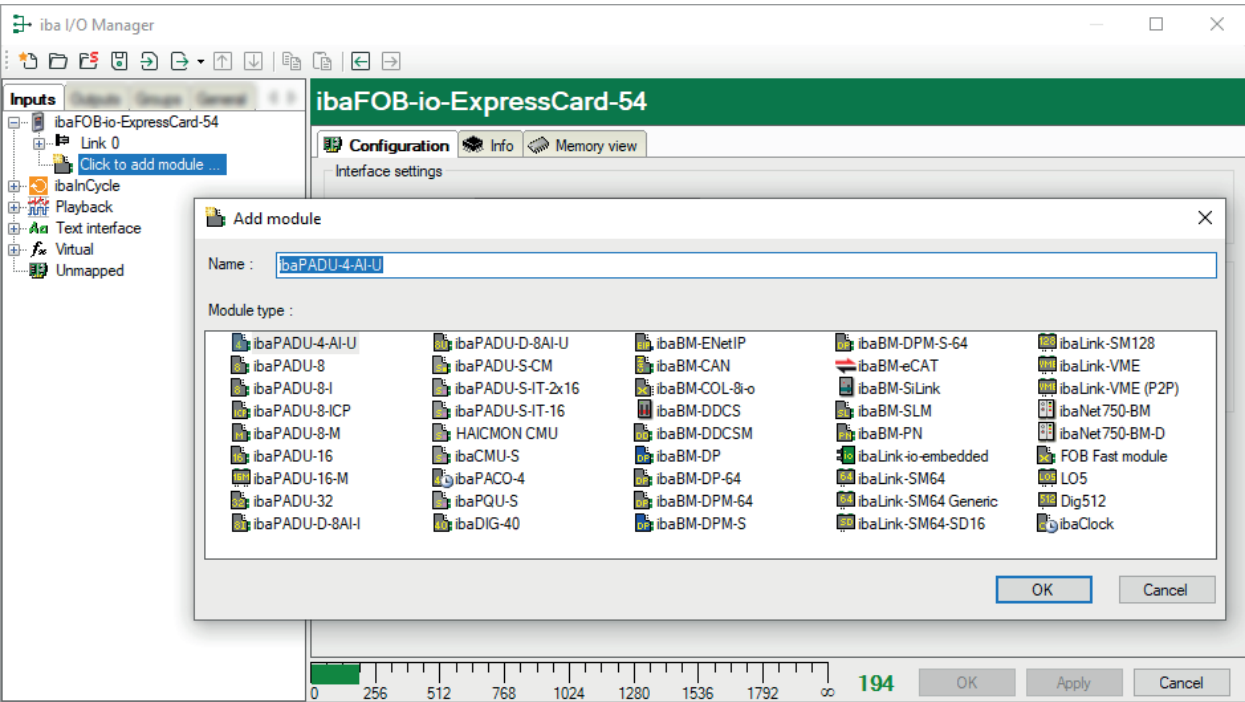 iba I/O Manager
Inputs
ibaFOB-io-ExpressCard-54
Link 0
Click to add module ...
ibaInCycle
Playback
Text interface
Virtual
Unmapped
ibaFOB-io-ExpressCard-54
Configuration Info Memory view
Interface settings
Add module
Name : ibaPADU-4-AI-U
Module type :
ibaPADU-4-AI-U ibaPADU-D-8AI-U ibaBM-ENetIP ibaBM-DPM-S-64 ibaLink-SM128
ibaPADU-8 ibaPADU-S-CM ibaBM-CAN ibaBM-eCAT ibaLink-VME
ibaPADU-8-I ibaPADU-S-IT-2x16 ibaBM-COL-8i-o ibaBM-SiLink ibaLink-VME (P2P)
ibaPADU-8-ICP ibaPADU-S-IT-16 ibaBM-DDCS ibaBM-SLM ibaNet750-BM
ibaPADU-8-M HAICMON CMU ibaBM-DDCSM ibaBM-PN ibaNet750-BM-D
ibaPADU-16 ibaCMU-S ibaBM-DP ibaLink-io-embedded FOB Fast module
ibaPADU-16-M ibaPACO-4 ibaBM-DP-64 ibaLink-SM64 LO5
ibaPADU-32 ibaPQU-S ibaBM-DPM-64 ibaLink-SM64 Generic Dig512
ibaPADU-D-8AI-I ibaDIG-40 ibaBM-DPM-S ibaLink-SM64-SD16 ibaClock
OK Cancel
0 256 512 768 1024 1280 1536 1792 ∞ 194 OK Apply Cancel